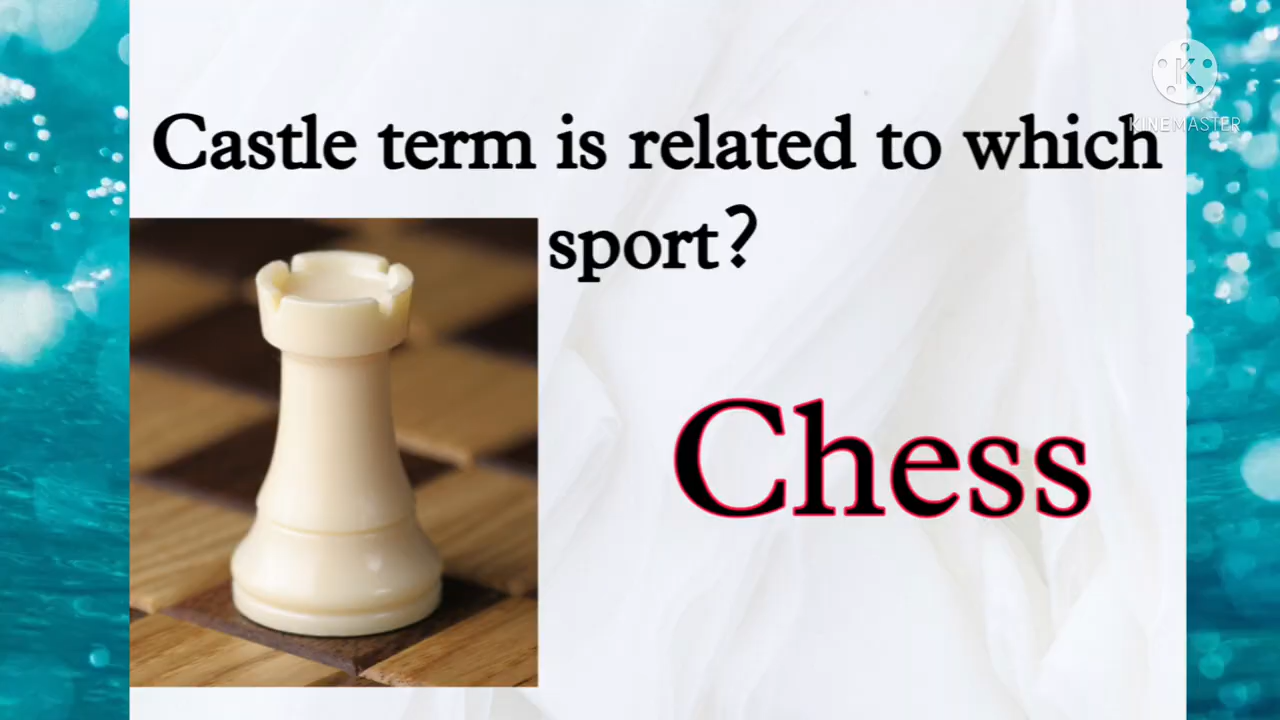 Castle term is related to which
sport?
Chess
K
KINEMASTER